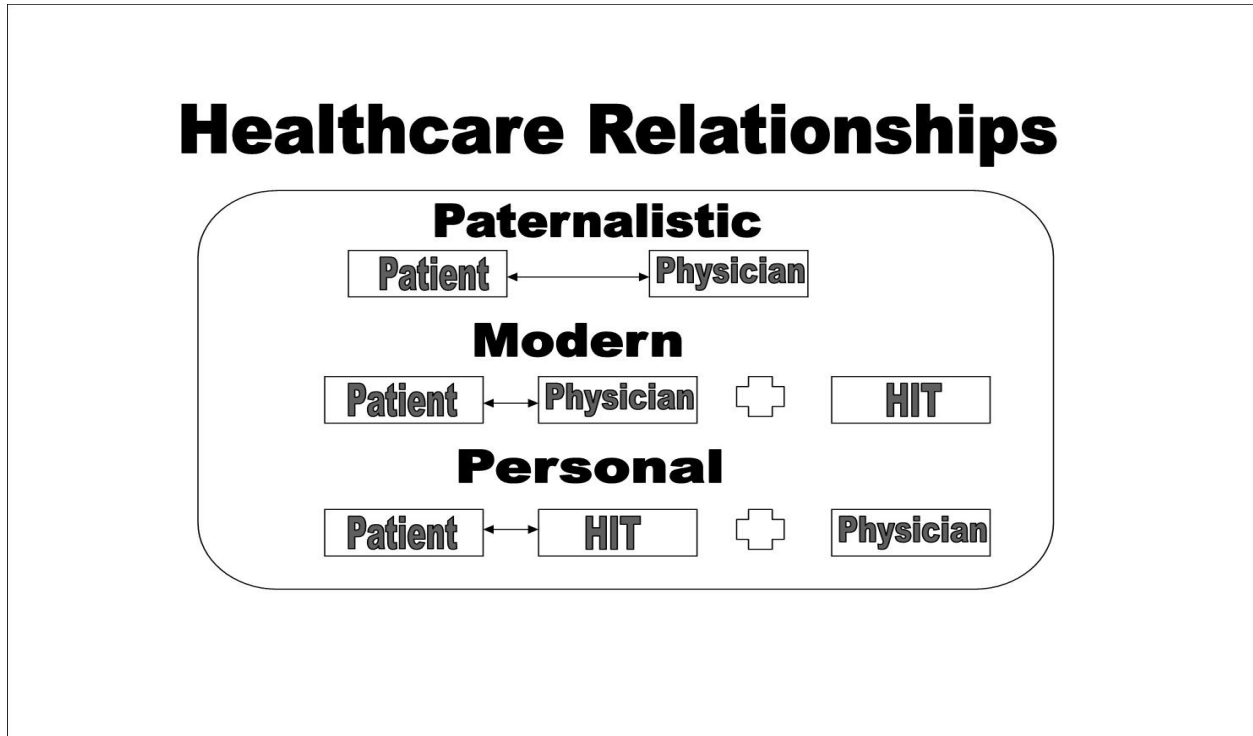 Healthcare Relationships
Paternalistic
Patient Physician
Modern
Patient Physician HIT
Personal
Patient HIT Physician